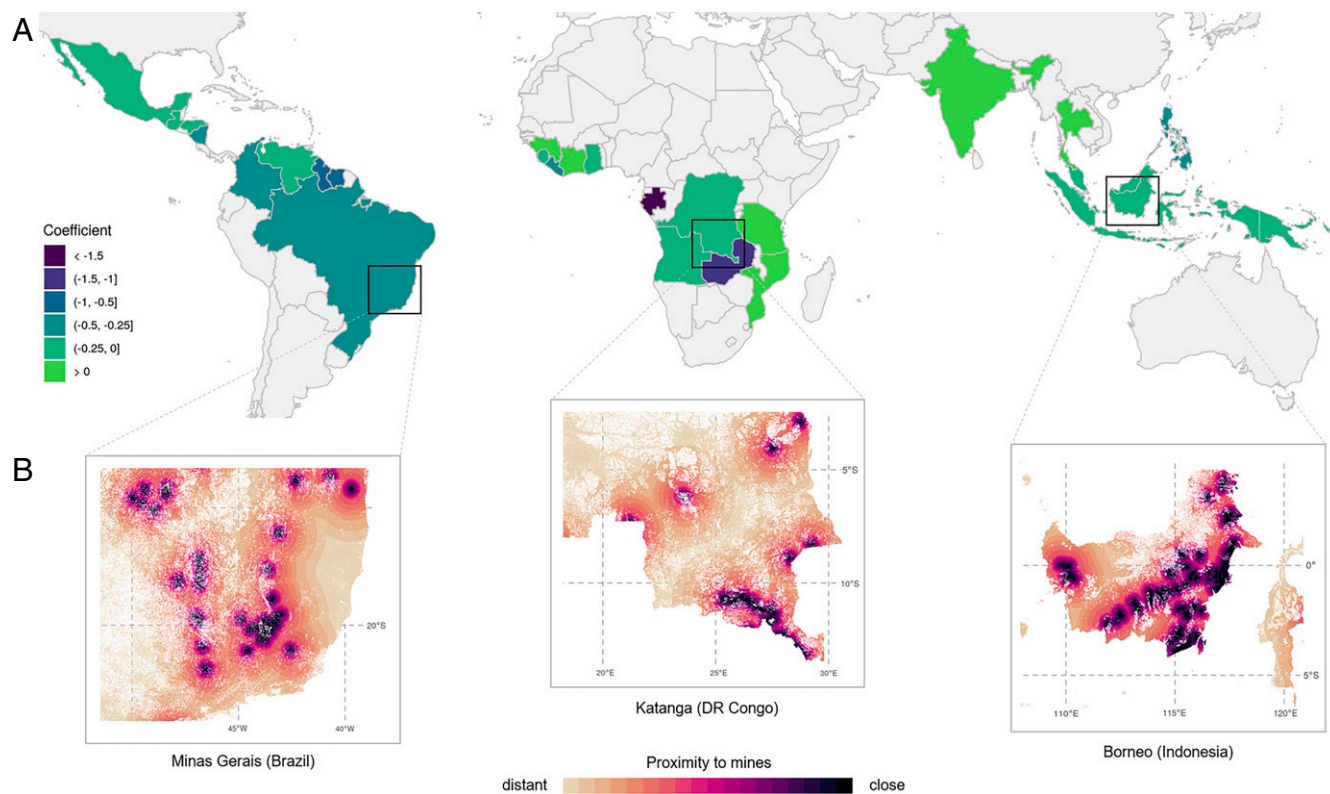 A
Coefficient
< -1.5
(-1.5, -1]
(-1, -0.5]
(-0.5, -0.25]
(-0.25, 0]
> 0
B
20°S
45°W
40°W
Minas Gerais (Brazil)
5°S
10°S
20°E
25°E
30°E
Katanga (DR Congo)
0°
5°S
110°E
115°E
120°E
Borneo (Indonesia)
Proximity to mines
distant
close